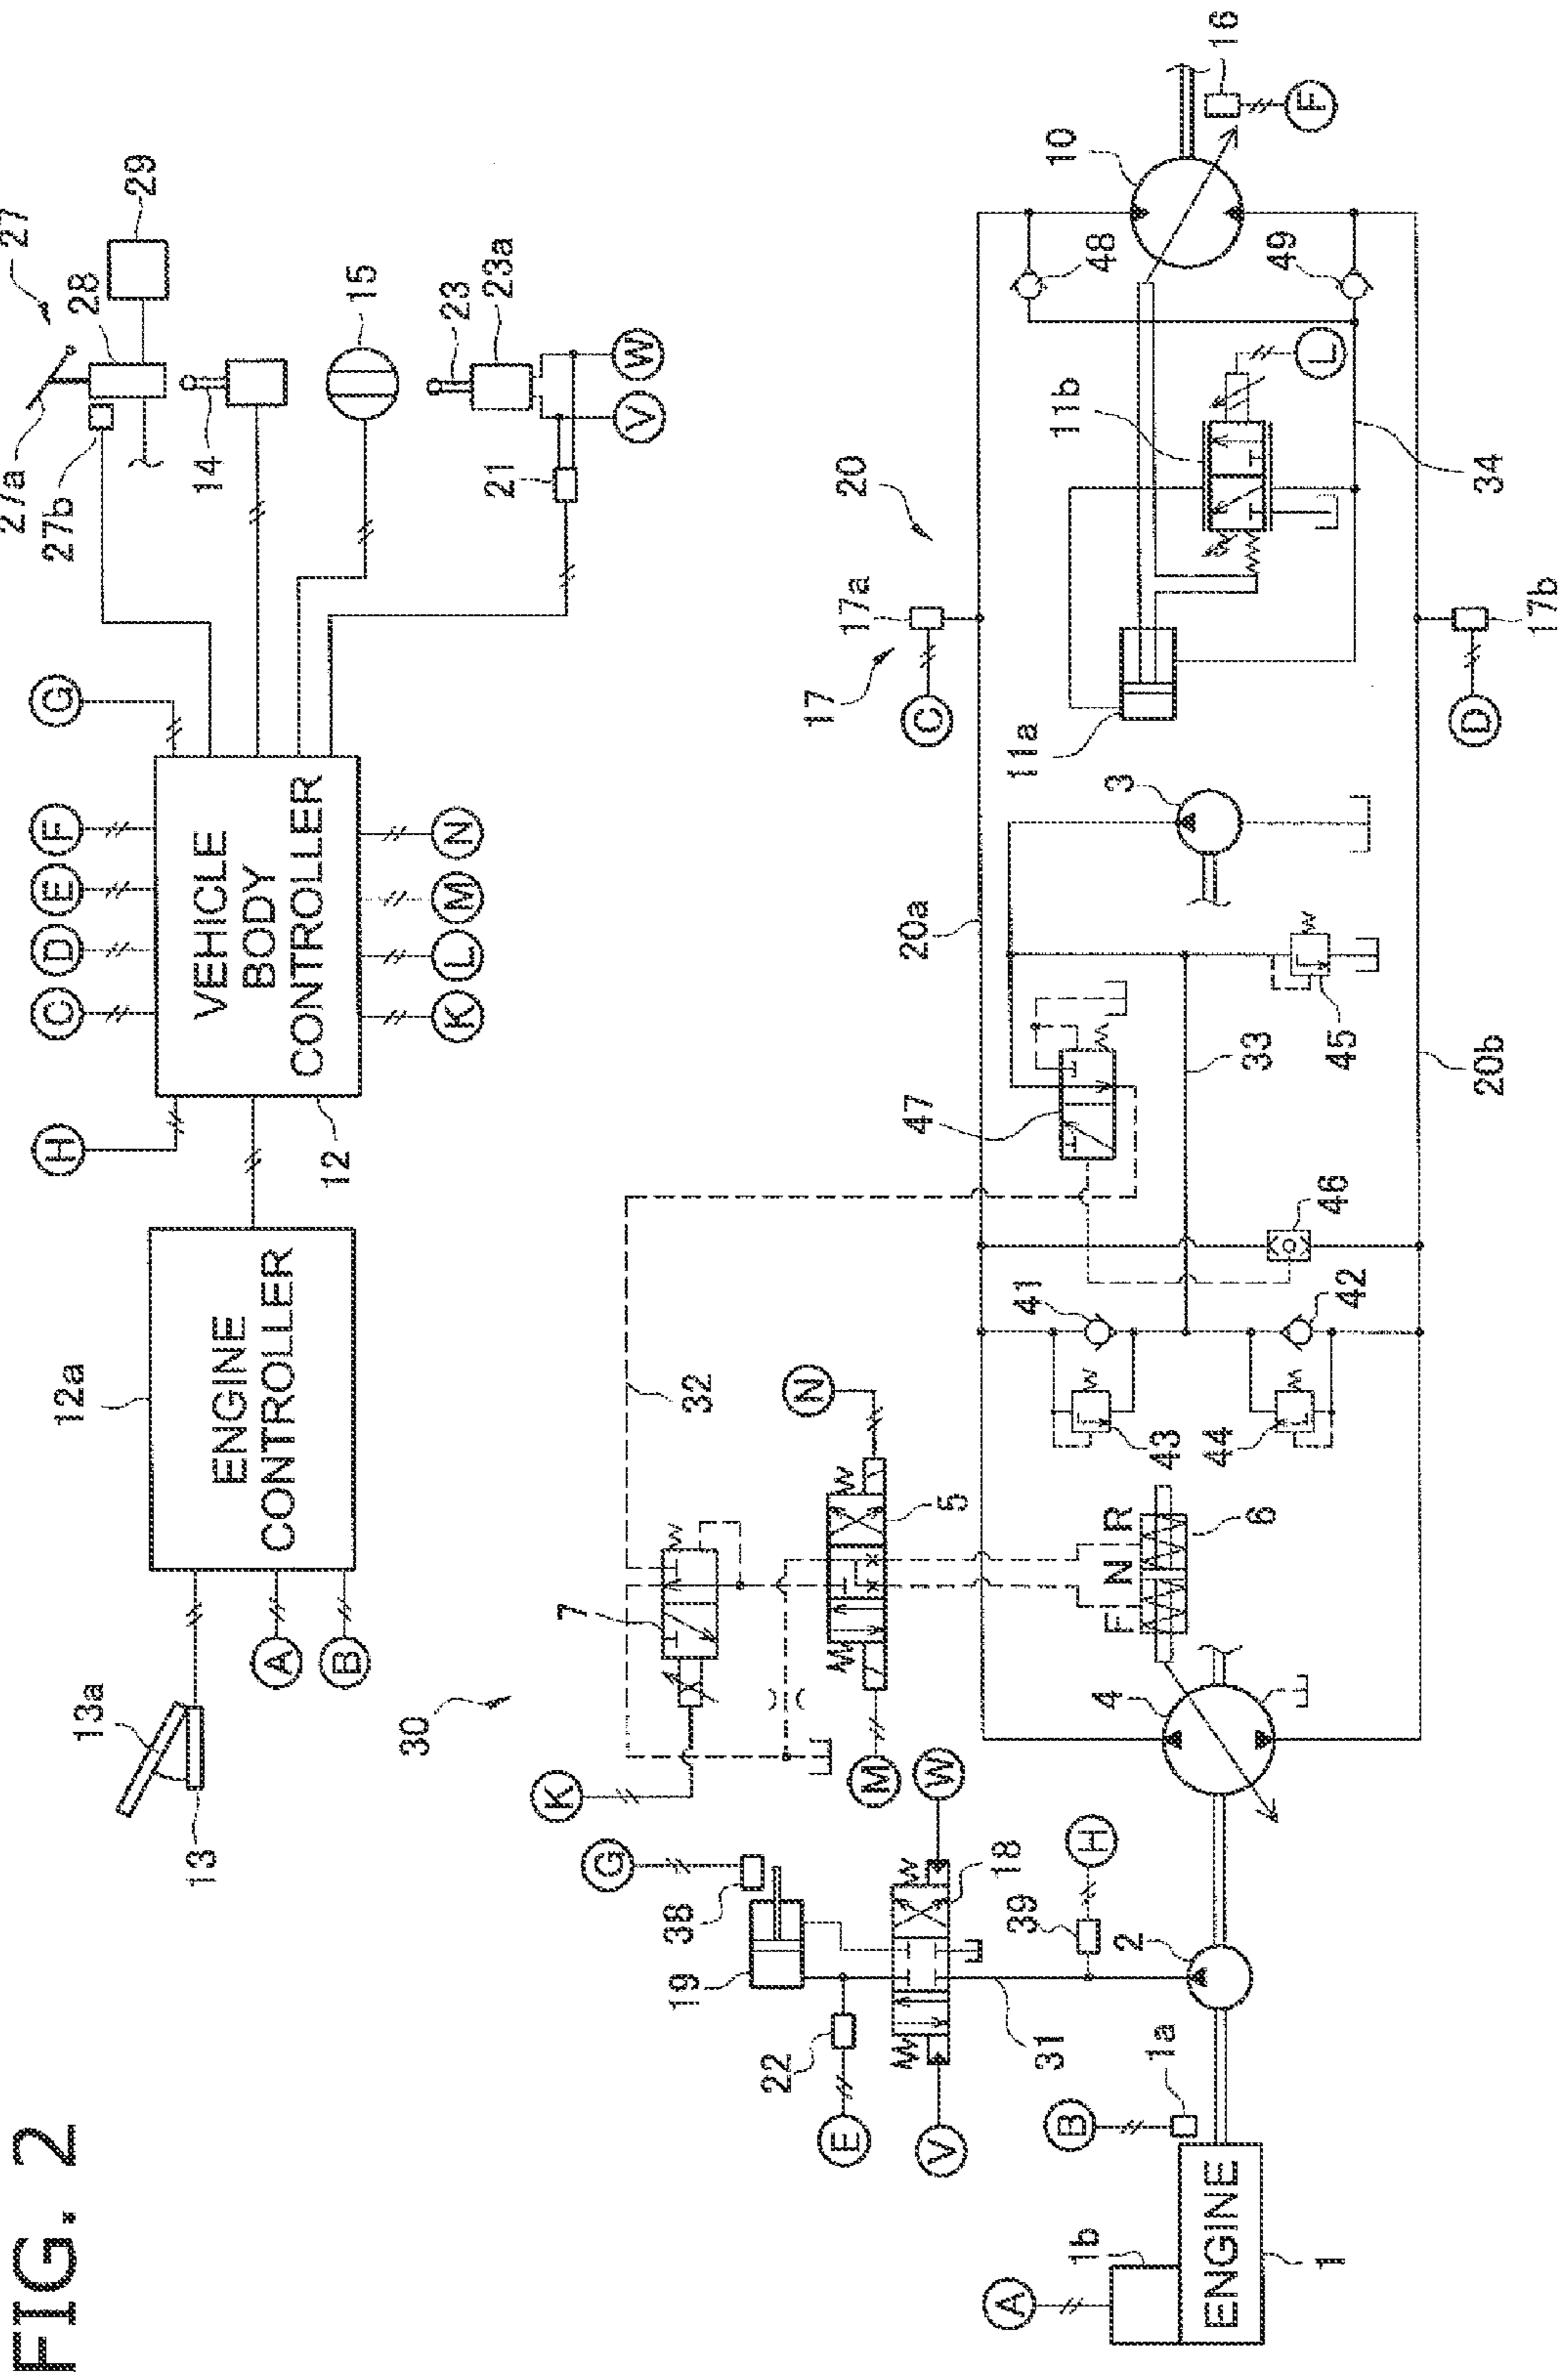 FIG. 2
13a
13
12a
ENGINE
CONTROLLER
A
B
H
12
VEHICLE
BODY
CONTROLLER
C
D
E
F
G
K
L
M
N
27
27a
27b
28
29
14
15
23
23a
21
V
W
30
K
7
32
N
M
5
G
38
19
22
E
V
W
18
31
39
H
2
A
1b
ENGINE
1
B
1a
4
F N R
6
41
42
43
44
46
47
33
45
20a
20b
3
20
17
17a
17b
C
D
11a
11b
L
34
48
49
10
16
F